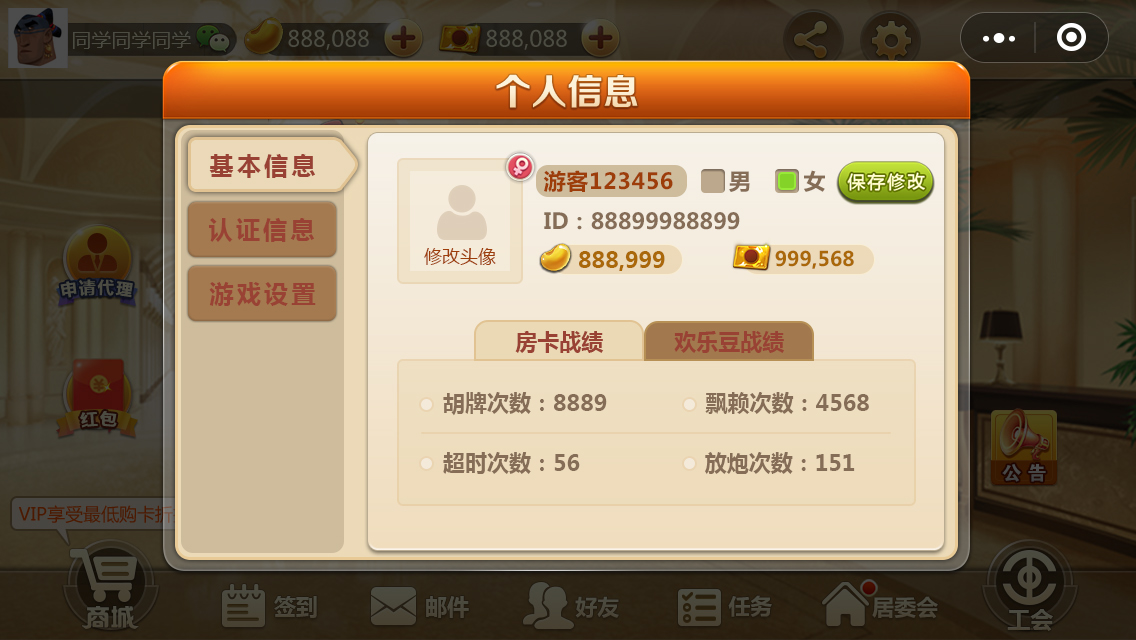 同学同学同学
888,088
888,088
个人信息
基本信息
认证信息
游戏设置
修改头像
游客123456
男
女
保存修改
ID：88899988899
888,999
999,568
房卡战绩
欢乐豆战绩
胡牌次数：8889
飘赖次数：4568
超时次数：56
放炮次数：151
申请代理
红包
公告
VIP享受最低购卡折
商城
签到
邮件
好友
任务
居委会
工会